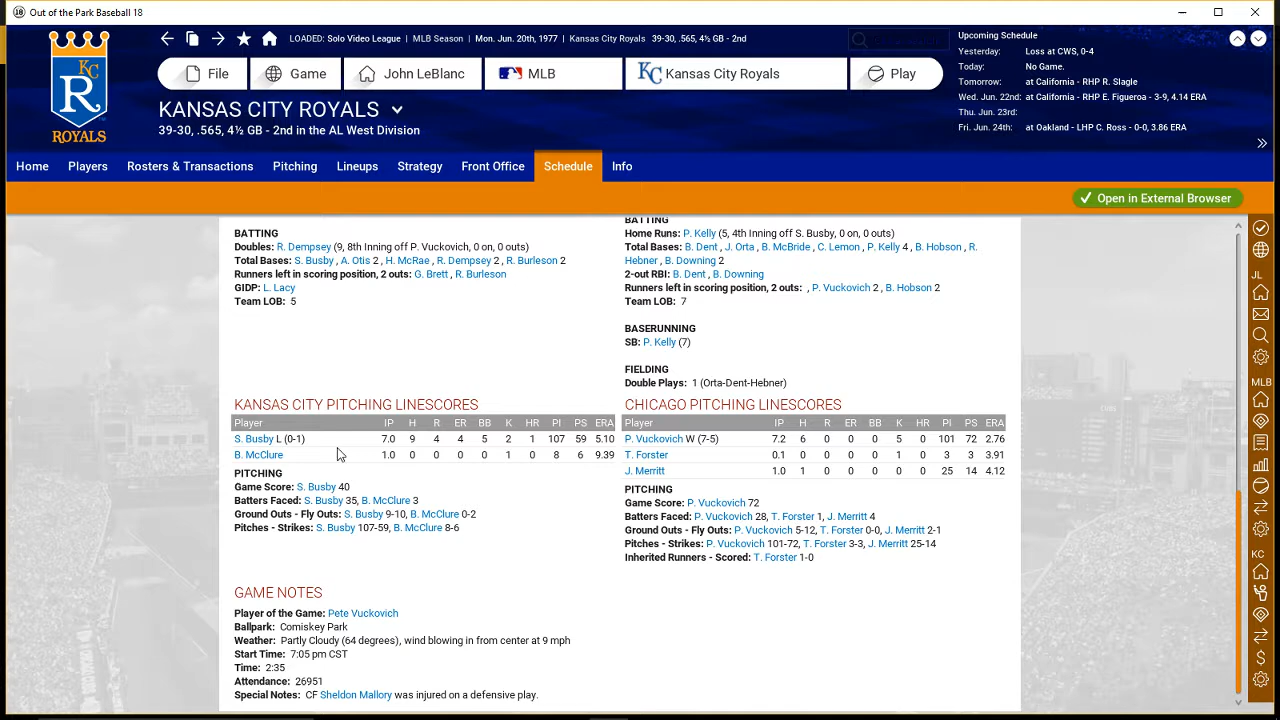 Out of the Park Baseball 18
LOADED: Solo Video League | MLB Season | Mon. Jun. 20th, 1977 | Kansas City Royals 39-30, .565, 4½ GB - 2nd
File
Game
John LeBlanc
MLB
Kansas City Royals
Play
KANSAS CITY ROYALS
39-30, .565, 4½ GB - 2nd in the AL West Division
Upcoming Schedule
Yesterday: Loss at CWS, 0-4
Today: No Game.
Tomorrow: at California - RHP R. Slagle
Wed. Jun. 22nd: at California - RHP E. Figueroa - 3-9, 4.14 ERA
Thu. Jun. 23rd:
Fri. Jun. 24th: at Oakland - LHP C. Ross - 0-0, 3.86 ERA
KC
R
ROYALS
Home Players Rosters & Transactions Pitching Lineups Strategy Front Office Schedule Info
Open in External Browser
BATTING
Doubles: R. Dempsey (9, 8th Inning off P. Vuckovich, 0 on, 0 outs)
Total Bases: S. Busby , A. Otis 2 , H. McRae , R. Dempsey 2 , R. Burleson 2
Runners left in scoring position, 2 outs: G. Brett , R. Burleson
GIDP: L. Lacy
Team LOB: 5
BATTING
Home Runs: P. Kelly (5, 4th Inning off S. Busby, 0 on, 0 outs)
Total Bases: B. Dent , J. Orta , B. McBride , C. Lemon , P. Kelly 4 , B. Hobson , R.
Hebner , B. Downing 2
2-out RBI: B. Dent , B. Downing
Runners left in scoring position, 2 outs: , P. Vuckovich 2 , B. Hobson 2
Team LOB: 7
BASERUNNING
SB: P. Kelly (7)
FIELDING
Double Plays: 1 (Orta-Dent-Hebner)
KANSAS CITY PITCHING LINESCORES
Player IP H R ER BB K HR PI PS ERA
S. Busby L (0-1) 7.0 9 4 4 5 2 1 107 59 5.10
B. McClure 1.0 0 0 0 0 1 0 8 6 9.39
PITCHING
Game Score: S. Busby 40
Batters Faced: S. Busby 35, B. McClure 3
Ground Outs - Fly Outs: S. Busby 9-10, B. McClure 0-2
Pitches - Strikes: S. Busby 107-59, B. McClure 8-6
CHICAGO PITCHING LINESCORES
Player IP H R ER BB K HR PI PS ERA
P. Vuckovich W (7-5) 7.2 6 0 0 0 5 0 101 72 2.76
T. Forster 0.1 0 0 0 0 1 0 3 3 3.91
J. Merritt 1.0 1 0 0 0 0 0 25 14 4.12
PITCHING
Game Score: P. Vuckovich 72
Batters Faced: P. Vuckovich 28, T. Forster 1, J. Merritt 4
Ground Outs - Fly Outs: P. Vuckovich 5-12, T. Forster 0-0, J. Merritt 2-1
Pitches - Strikes: P. Vuckovich 101-72, T. Forster 3-3, J. Merritt 25-14
Inherited Runners - Scored: T. Forster 1-0
GAME NOTES
Player of the Game: Pete Vuckovich
Ballpark: Comiskey Park
Weather: Partly Cloudy (64 degrees), wind blowing in from center at 9 mph
Start Time: 7:05 pm CST
Time: 2:35
Attendance: 26951
Special Notes: CF Sheldon Mallory was injured on a defensive play.
JL
MLB
KC